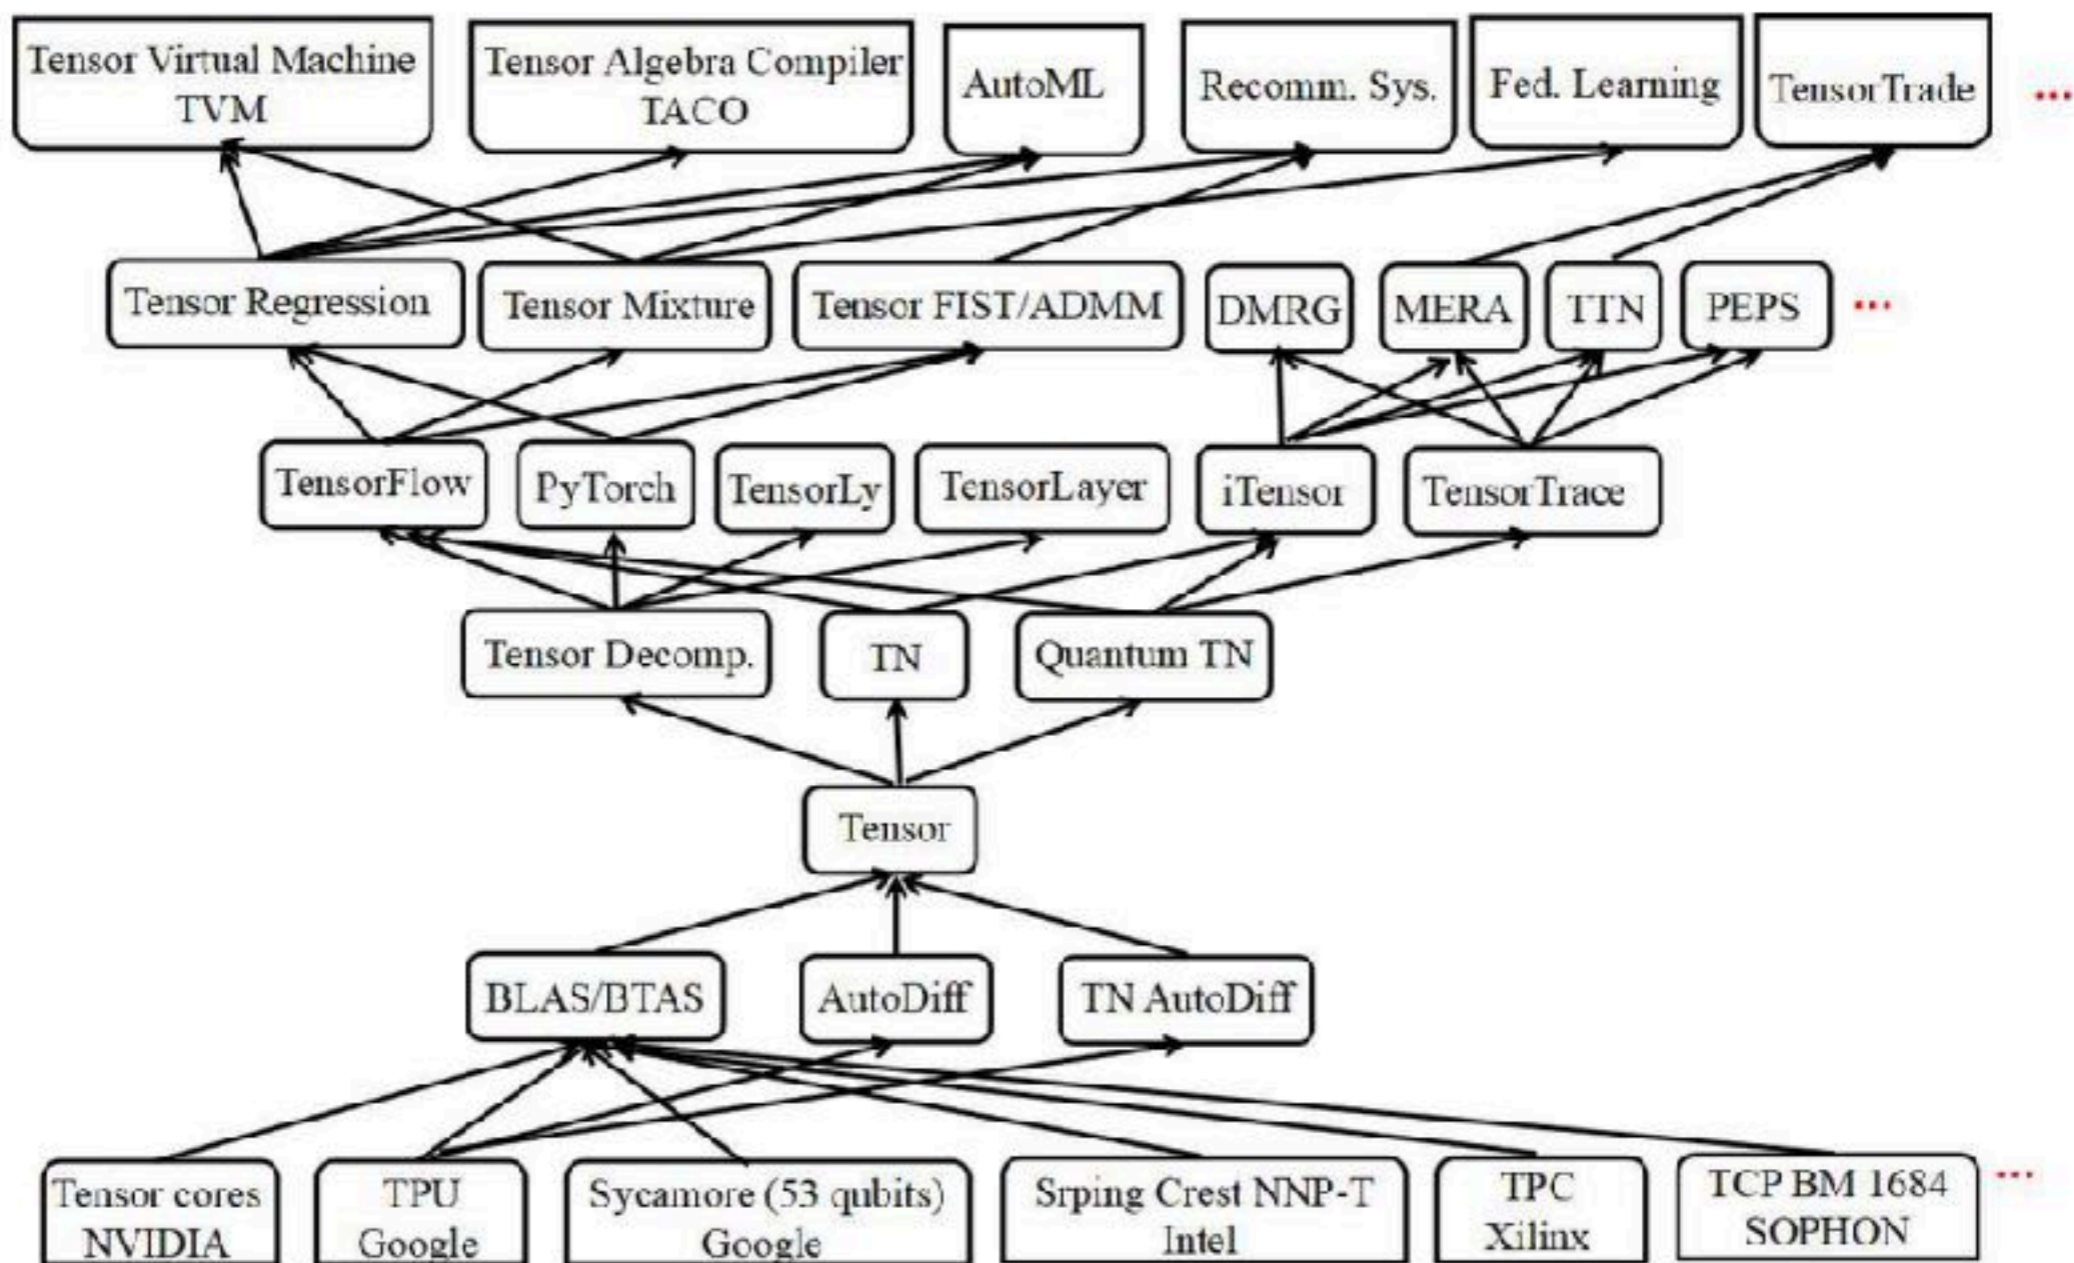 Tensor Virtual Machine
TVM
Tensor Algebra Compiler
TACO
AutoML
Recomm. Sys.
Fed. Learning
TensorTrade
...
Tensor Regression
Tensor Mixture
Tensor FIST/ADMM
DMRG
MERA
TTN
PEPS
...
TensorFlow
PyTorch
TensorLy
TensorLayer
iTensor
TensorTrace
Tensor Decomp.
TN
Quantum TN
Tensor
BLAS/BTAS
AutoDiff
TN AutoDiff
Tensor cores
NVIDIA
TPU
Google
Sycamore (53 qubits)
Google
Srping Crest NNP-T
Intel
TPC
Xilinx
TCP BM 1684
SOPHON
...